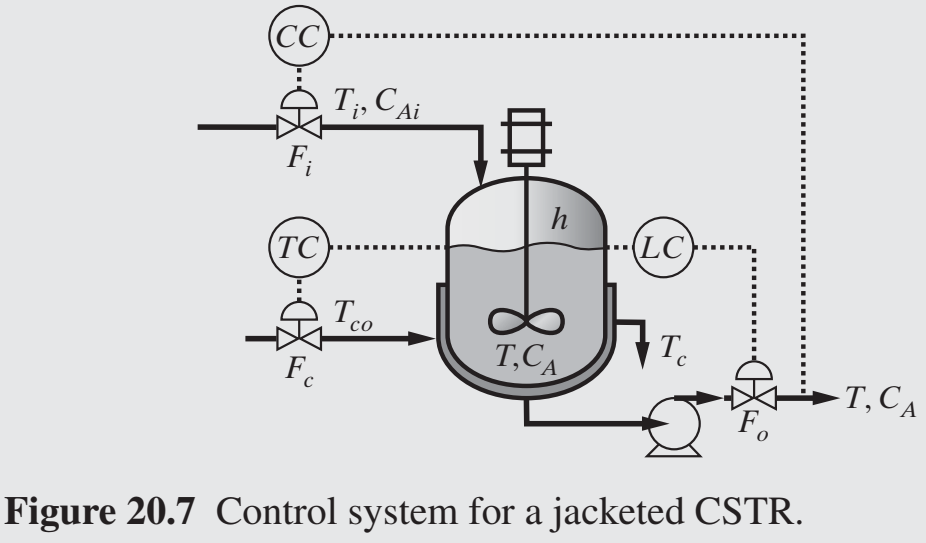 CC
T_i, C_Ai
F_i
h
TC
LC
T_co
T, C_A
T_c
F_c
T, C_A
F_o
Figure 20.7 Control system for a jacketed CSTR.